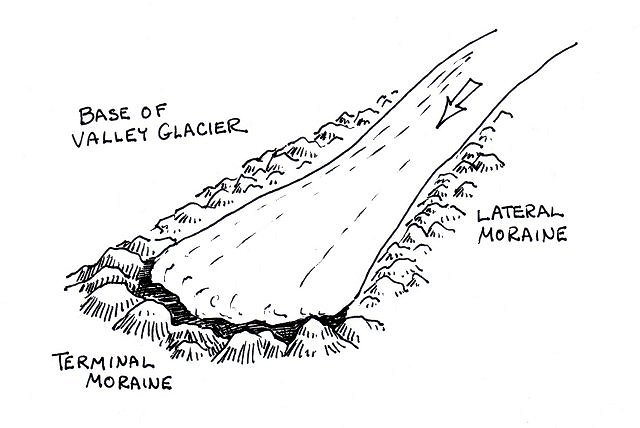 BASE OF
VALLEY GLACIER
LATERAL
MORAINE
TERMINAL
MORAINE